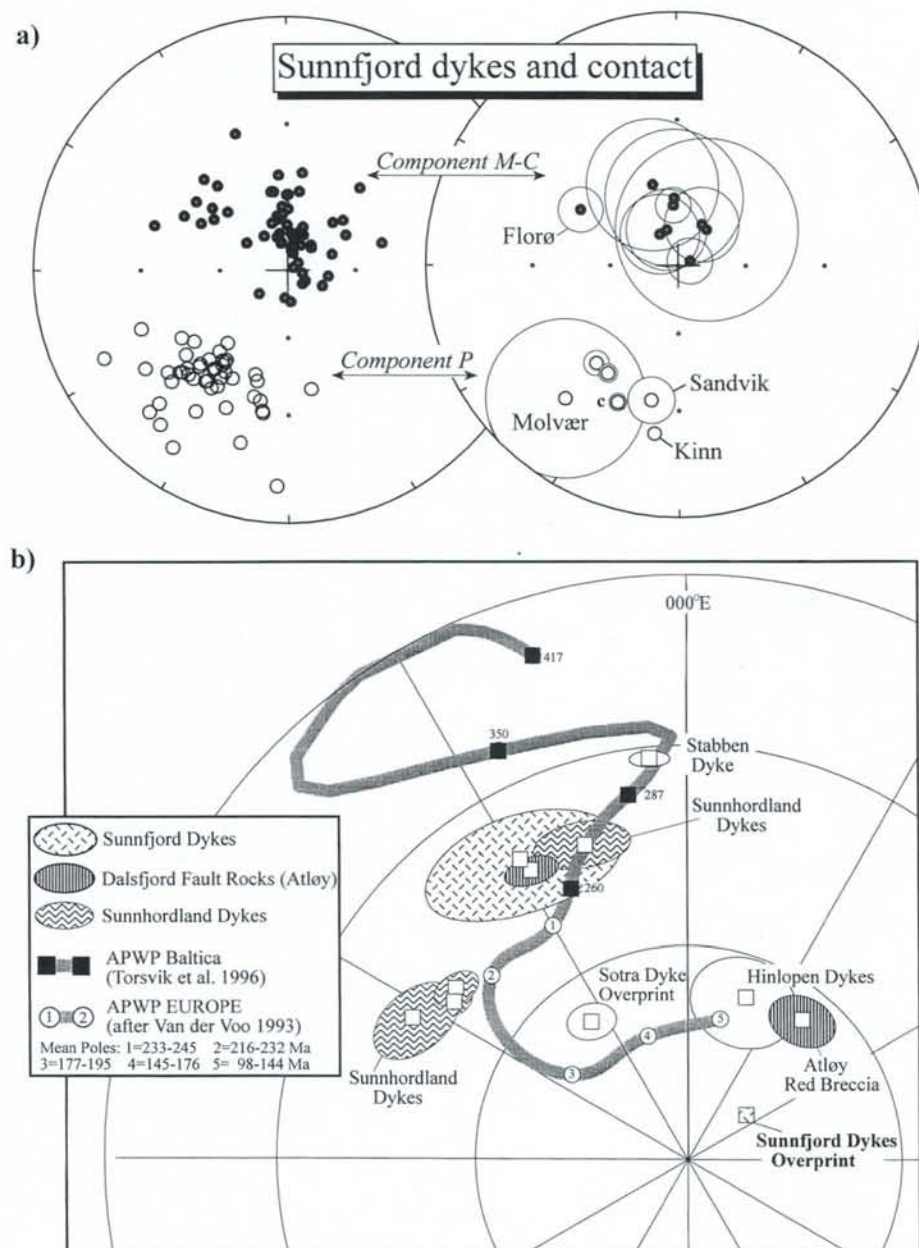 a)
Sunnfjord dykes and contact
Component M-C
Florø
Component P
Sandvik
c
Molvær
Kinn
b)
000°E
417
350
Stabben
Dyke
287
Sunnhordland
Dykes
Sunnfjord Dykes
Dalsfjord Fault Rocks (Atløy)
Sunnhordland Dykes
260
APWP Baltica
(Torsvik et al. 1996)
1
2
APWP EUROPE
(after Van der Voo 1993)
Mean Poles: 1=233-245 2=216-232 Ma
3=177-195 4=145-176 5= 98-144 Ma
1
2
Sotra Dyke
Overprint
Hinlopen Dykes
5
4
3
Atløy
Red Breccia
Sunnhordland
Dykes
Sunnfjord Dykes
Overprint